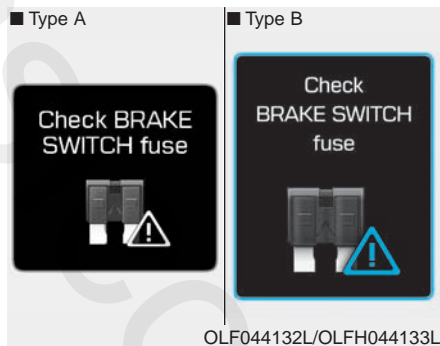 ■ Type A
■ Type B
Check BRAKE
SWITCH fuse
Check
BRAKE SWITCH
fuse
OLF044132L/OLFH044133L